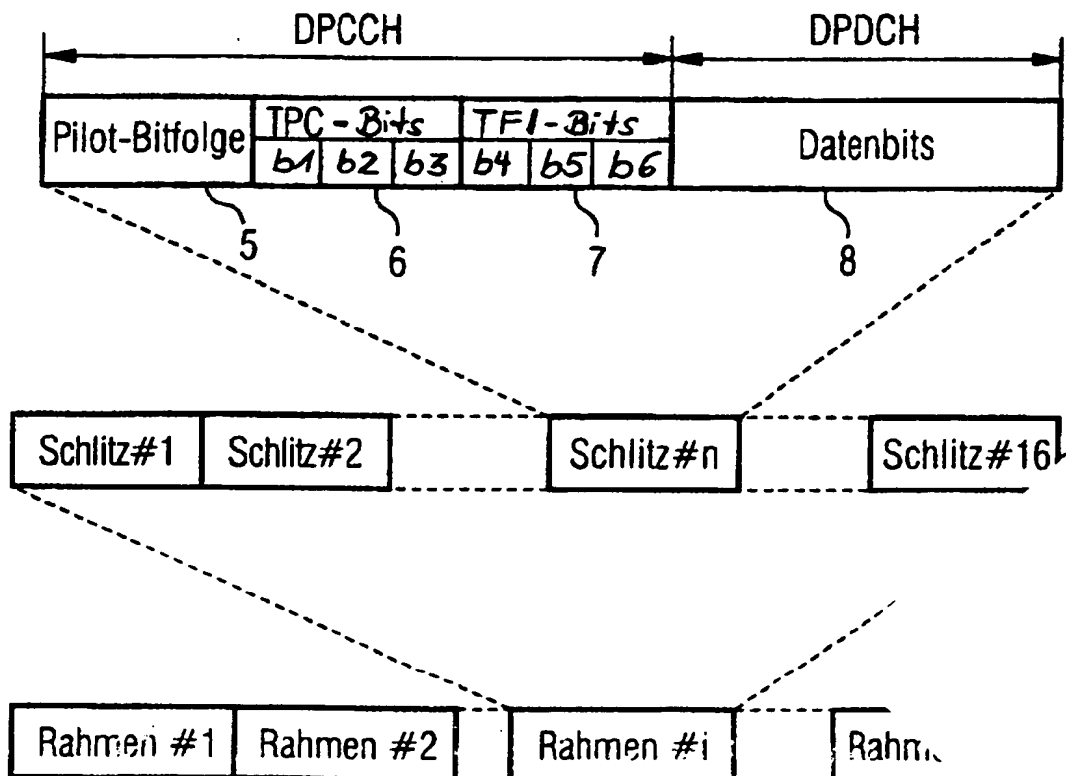 DPCCH DPDCH
Pilot-Bitfolge TPC-Bits TFI-Bits Datenbits
b1 b2 b3 b4 b5 b6
5 6 7 8
Schlitz#1 Schlitz#2 Schlitz#n Schlitz#16
Rahmen #1 Rahmen #2 Rahmen #i